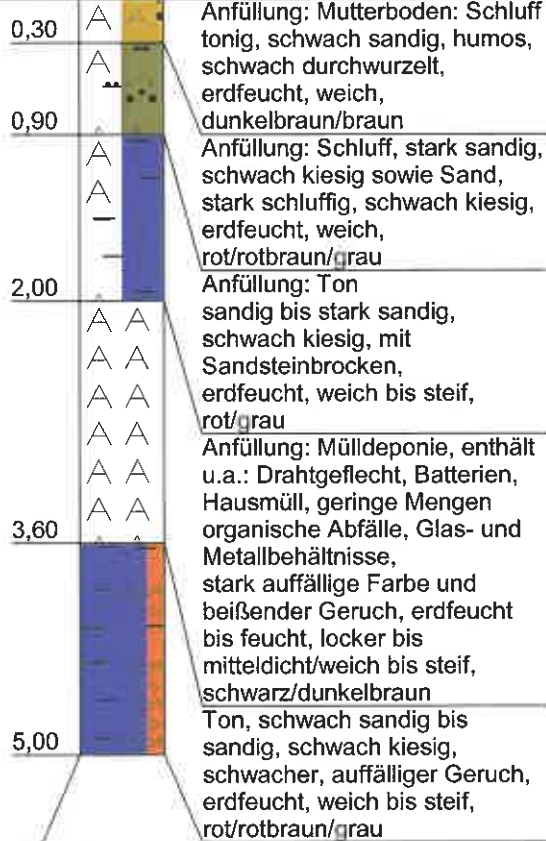 Anfüllung: Mutterboden: Schluff
0,30
tonig, schwach sandig, humos,
schwach durchwurzelt,
erdfeucht, weich,
dunkelbraun/braun
0,90
Anfüllung: Schluff, stark sandig,
schwach kiesig sowie Sand,
stark schluffig, schwach kiesig,
erdfeucht, weich,
rot/rotbraun/grau
2,00
Anfüllung: Ton
sandig bis stark sandig,
schwach kiesig, mit
Sandsteinbrocken,
erdfeucht, weich bis steif,
rot/grau
Anfüllung: Mülldeponie, enthält
u.a.: Drahtgeflecht, Batterien,
Hausmüll, geringe Mengen
organische Abfälle, Glas- und
3,60
Metallbehältnisse,
stark auffällige Farbe und
beißender Geruch, erdfeucht
bis feucht, locker bis
mitteldicht/weich bis steif,
schwarz/dunkelbraun
Ton, schwach sandig bis
5,00
sandig, schwach kiesig,
schwacher, auffälliger Geruch,
erdfeucht, weich bis steif,
rot/rotbraun/grau
A
A
A
A
A A
A A
A A
A A
A A
A A